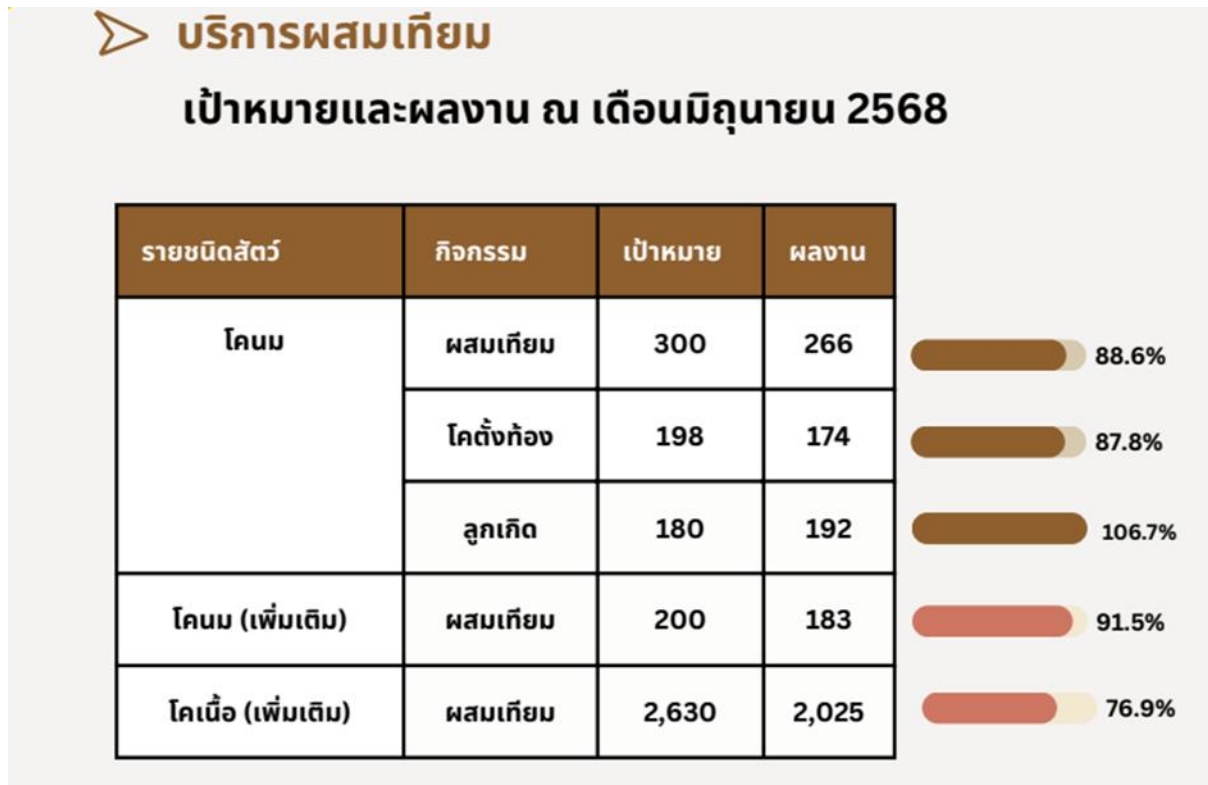 บริการผสมเทียม
เป้าหมายและผลงาน ณ เดือนมิถุนายน 2568
รายชนิดสัตว์ กิจกรรม เป้าหมาย ผลงาน
โคนม ผสมเทียม 300 266 88.6%
โคตั้งท้อง 198 174 87.8%
ลูกเกิด 180 192 106.7%
โคนม (เพิ่มเติม) ผสมเทียม 200 183 91.5%
โคเนื้อ (เพิ่มเติม) ผสมเทียม 2,630 2,025 76.9%